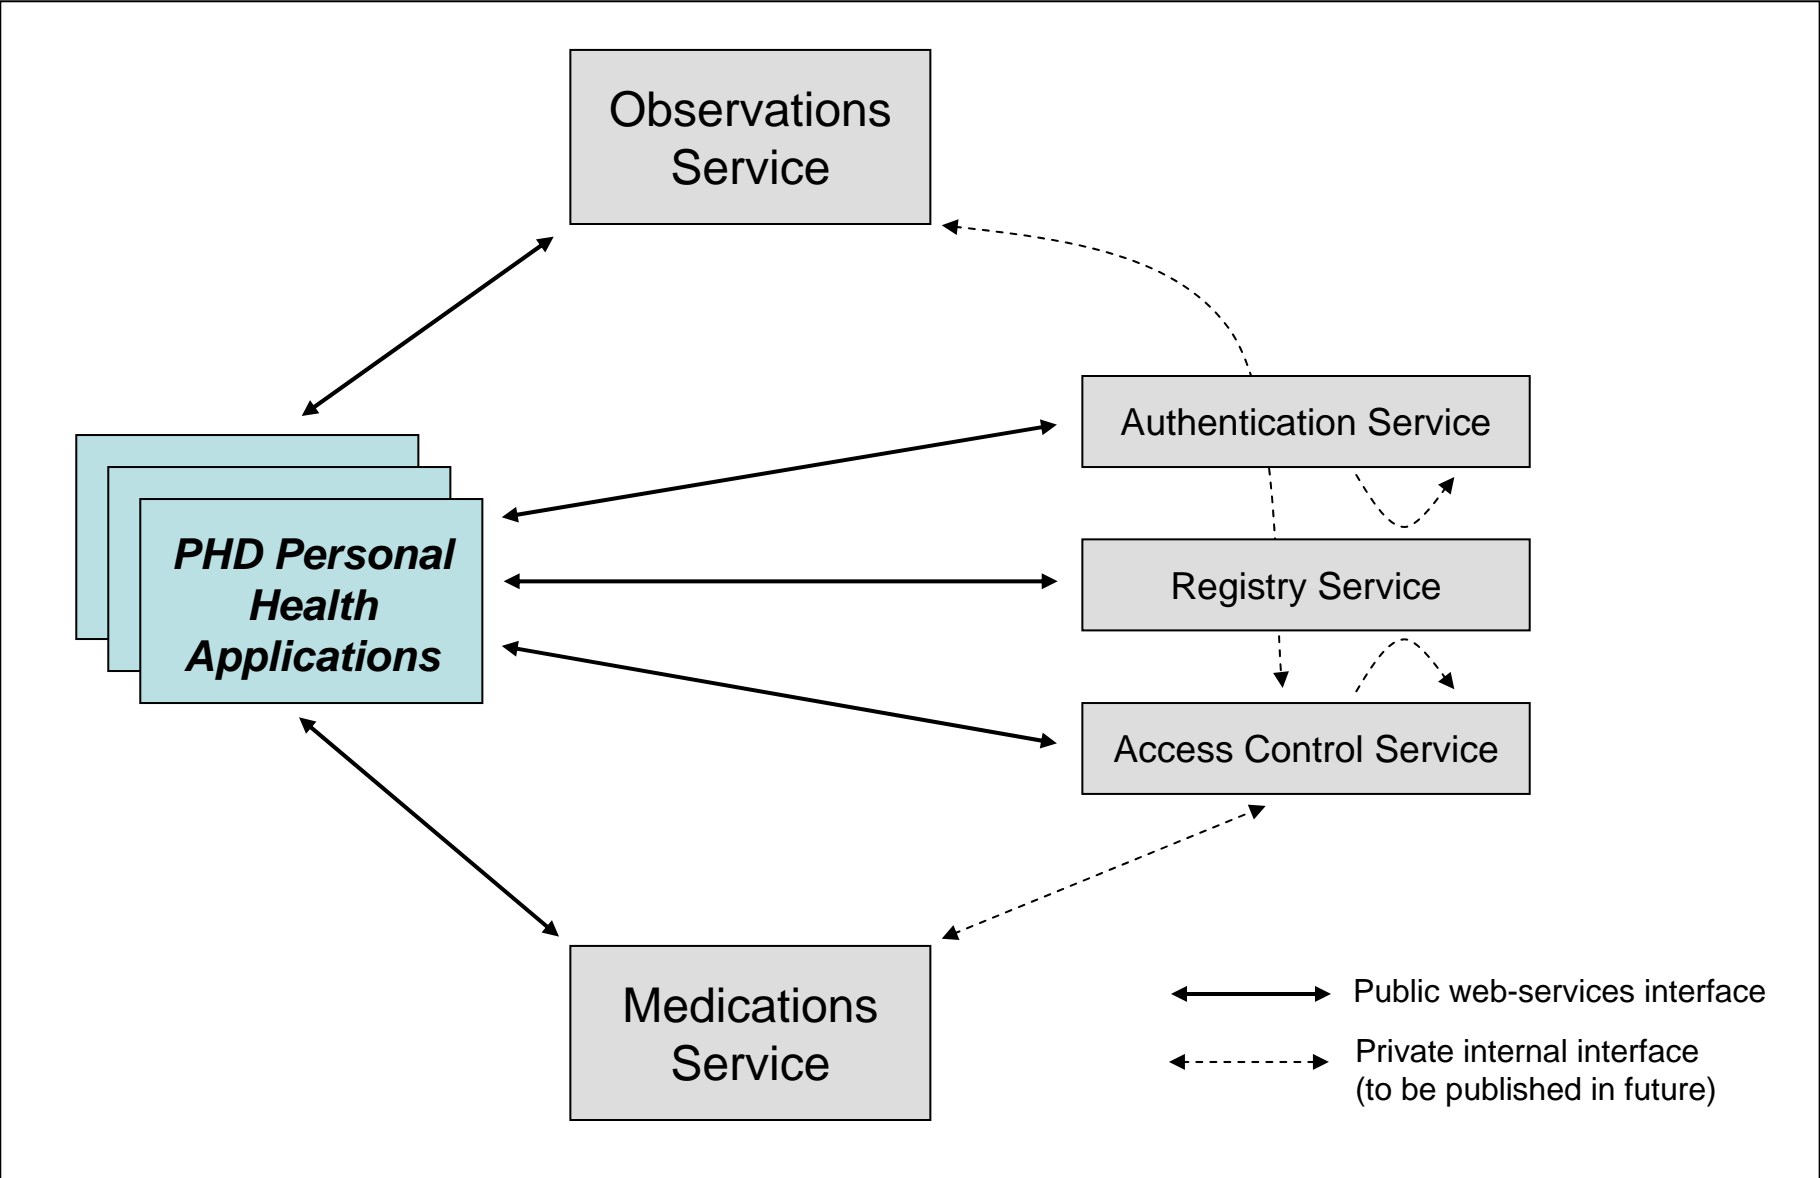 Observations
Service
Authentication Service
PHD Personal
Health
Applications
Registry Service
Access Control Service
Medications
Service
Public web-services interface
Private internal interface
(to be published in future)